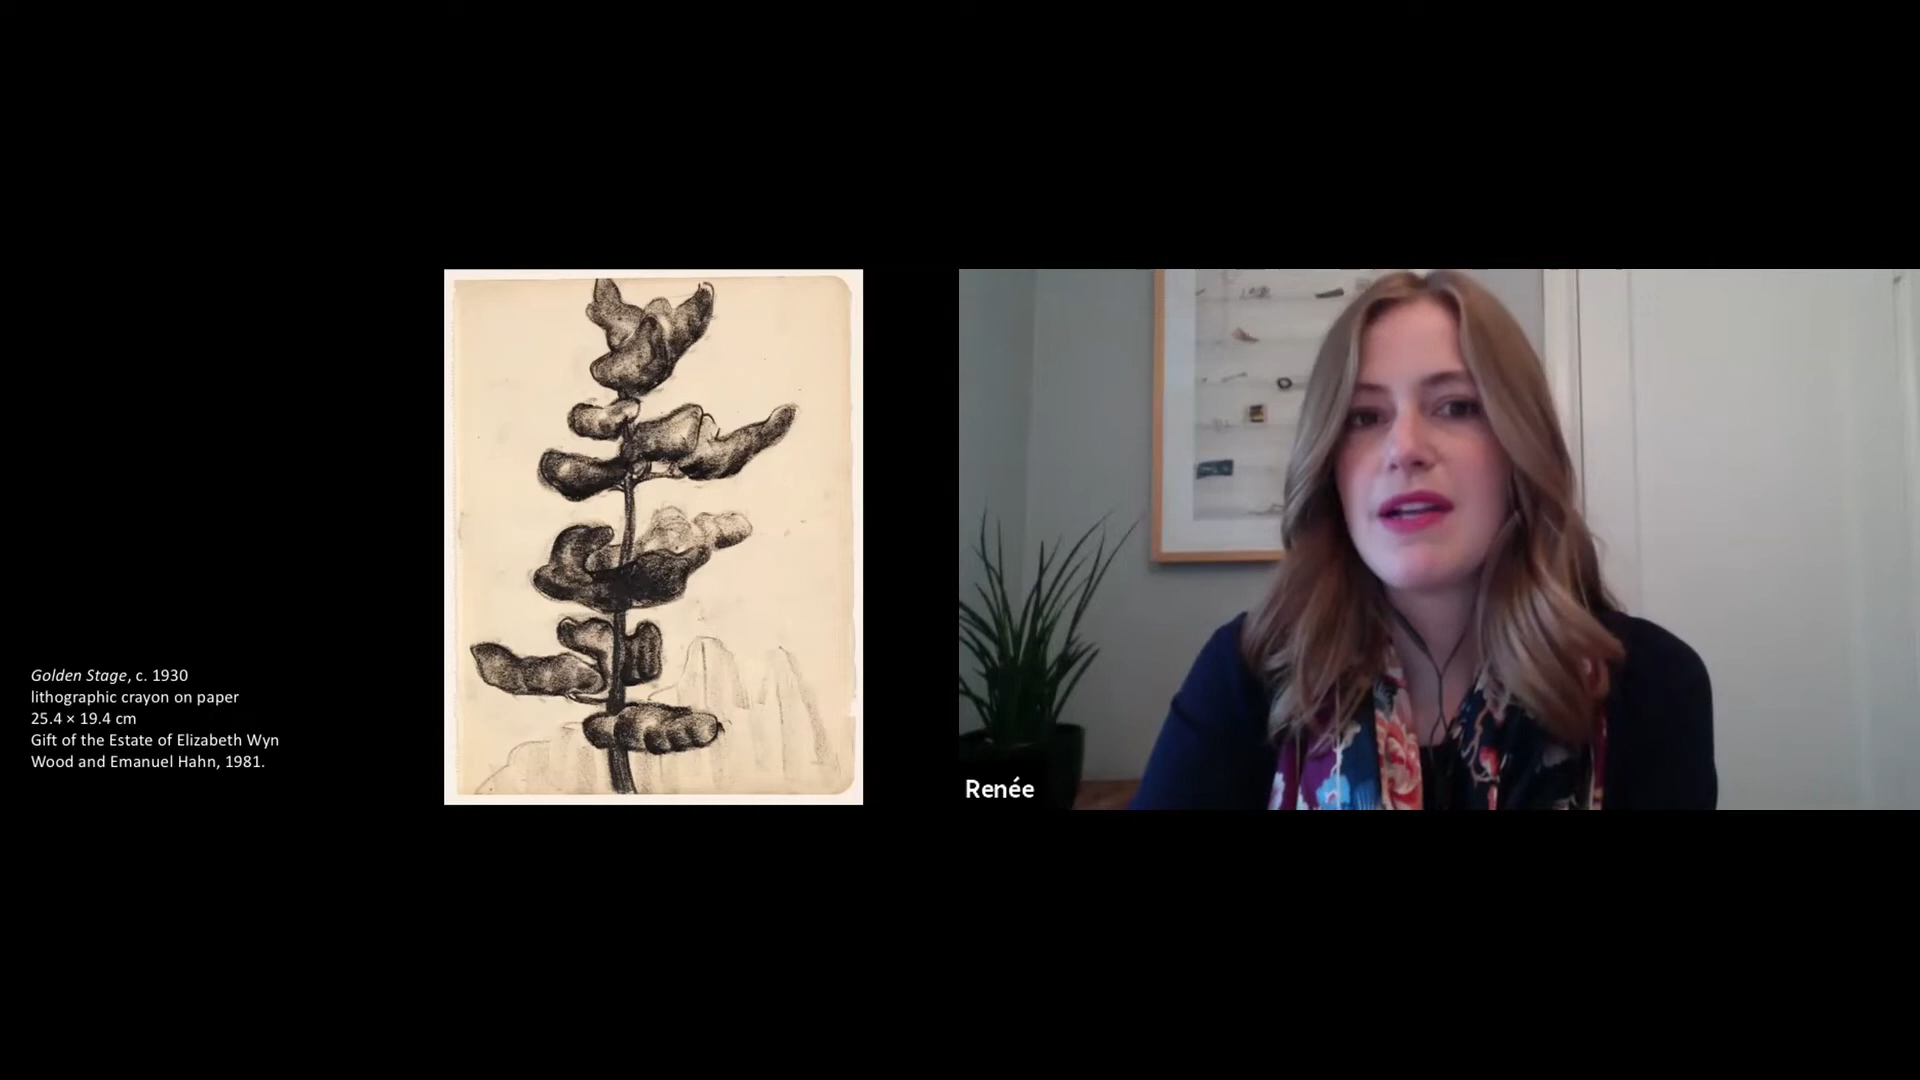 Golden Stage, c. 1930
lithographic crayon on paper
25.4 × 19.4 cm
Gift of the Estate of Elizabeth Wyn
Wood and Emanuel Hahn, 1981.
Renée